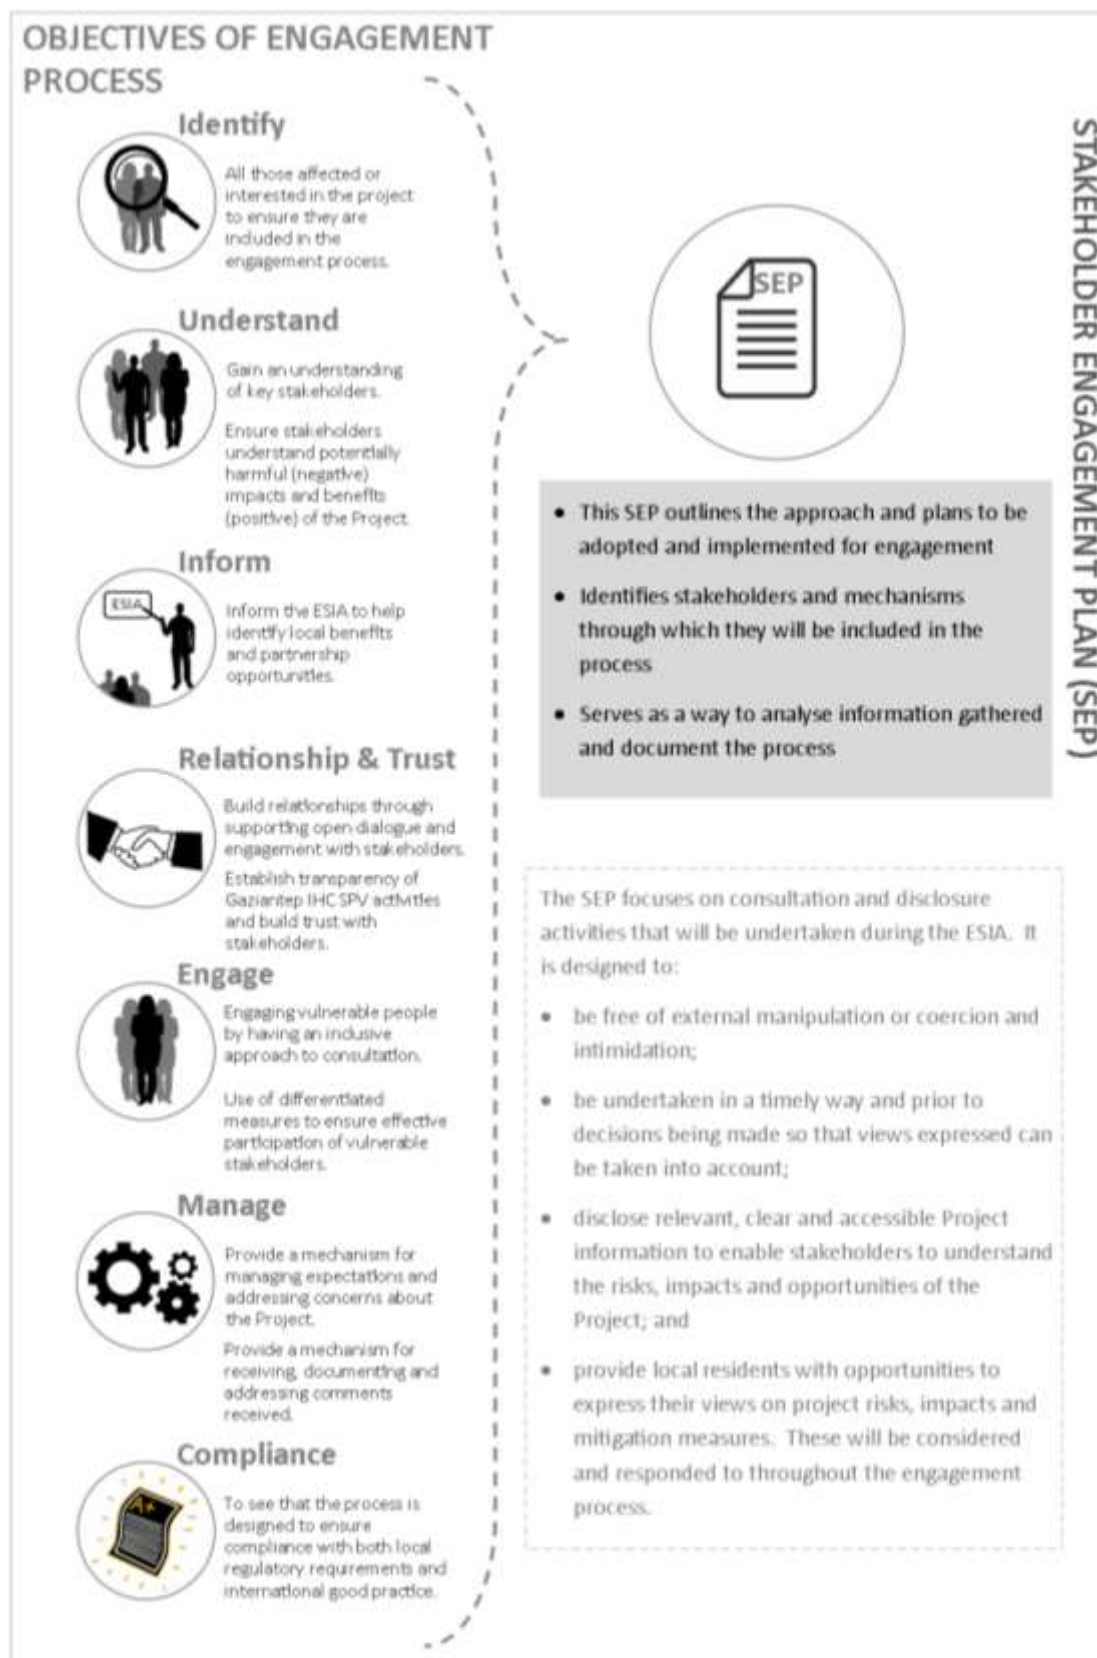 OBJECTIVES OF ENGAGEMENT
PROCESS
Identify
All those affected or
interested in the project
to ensure they are
included in the
engagement process.
Understand
Gain an understanding
of key stakeholders.
Ensure stakeholders
understand potentially
harmful (negative)
impacts and benefits
(positive) of the Project.
Inform
ESIA
Inform the ESIA to help
identify local benefits
and partnership
opportunities.
Relationship & Trust
Build relationships through
supporting open dialogue and
engagement with stakeholders.
Establish transparency of
Gaziantep IHC SPV activities
and build trust with
stakeholders.
Engage
Engaging vulnerable people
by having an inclusive
approach to consultation.
Use of differentiated
measures to ensure effective
participation of vulnerable
stakeholders.
Manage
Provide a mechanism for
managing expectations and
addressing concerns about
the Project.
Provide a mechanism for
receiving, documenting and
addressing comments
received.
Compliance
A+
To see that the process is
designed to ensure
compliance with both local
regulatory requirements and
international good practice.
SEP
• This SEP outlines the approach and plans to be
adopted and implemented for engagement
• Identifies stakeholders and mechanisms
through which they will be included in the
process
• Serves as a way to analyse information gathered
and document the process
The SEP focuses on consultation and disclosure
activities that will be undertaken during the ESIA. It
is designed to:
• be free of external manipulation or coercion and
intimidation;
• be undertaken in a timely way and prior to
decisions being made so that views expressed can
be taken into account;
• disclose relevant, clear and accessible Project
information to enable stakeholders to understand
the risks, impacts and opportunities of the
Project; and
• provide local residents with opportunities to
express their views on project risks, impacts and
mitigation measures. These will be considered
and responded to throughout the engagement
process.
STAKEHOLDER ENGAGEMENT PLAN (SEP)